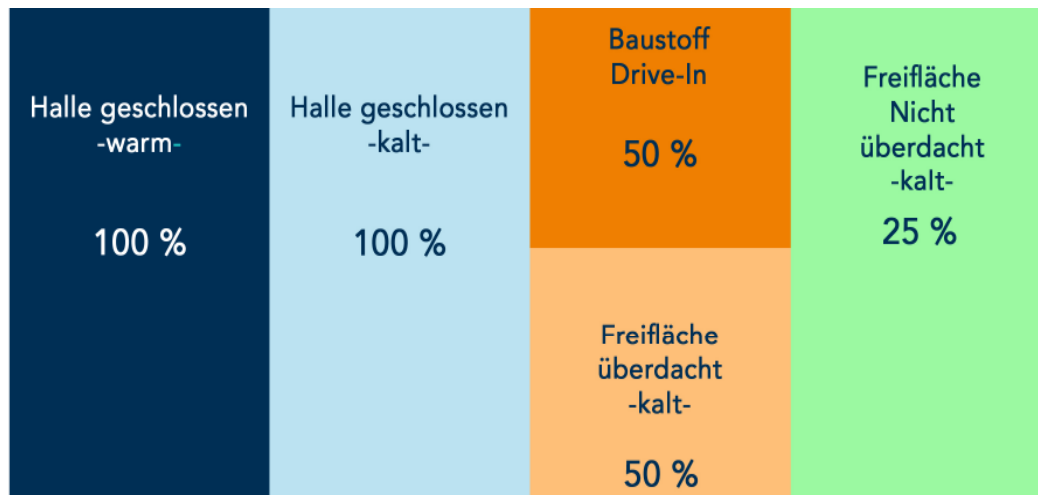 Halle geschlossen
-warm-
100 %
Halle geschlossen
-kalt-
100 %
Baustoff
Drive-In
50 %
Freifläche
überdacht
-kalt-
50 %
Freifläche
Nicht
überdacht
-kalt-
25 %